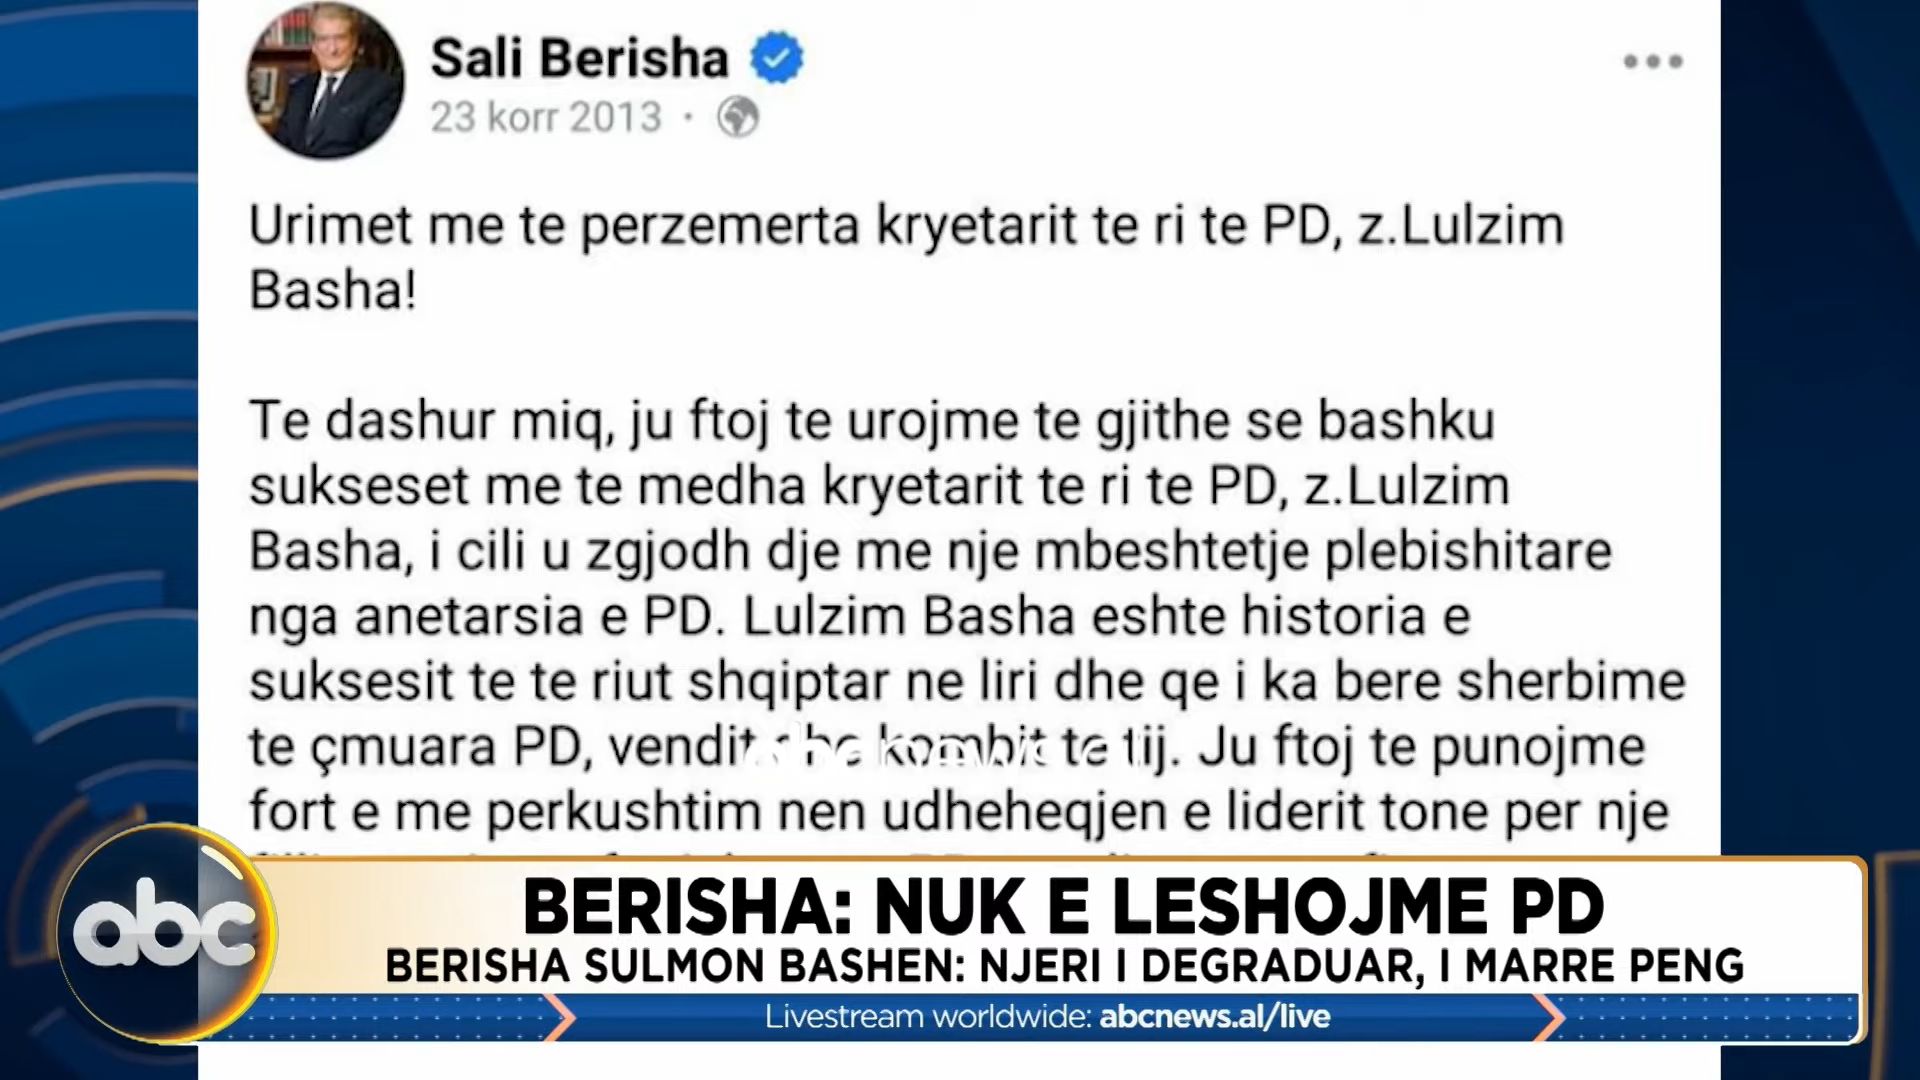 Sali Berisha
23 korr 2013 ·
Urimet me te perzemerta kryetarit te ri te PD, z.Lulzim
Basha!
Te dashur miq, ju ftoj te urojme te gjithe se bashku
sukseset me te medha kryetarit te ri te PD, z.Lulzim
Basha, i cili u zgjodh dje me nje mbeshtetje plebishitare
nga anetarsia e PD. Lulzim Basha eshte historia e
suksesit te te riut shqiptar ne liri dhe qe i ka bere sherbime
te çmuara PD, vendit dhe kombit te tij. Ju ftoj te punojme
fort e me perkushtim nen udheheqjen e liderit tone per nje
abc
BERISHA: NUK E LESHOJME PD
BERISHA SULMON BASHEN: NJERI I DEGRADUAR, I MARRE PENG
Livestream worldwide: abcnews.al/live